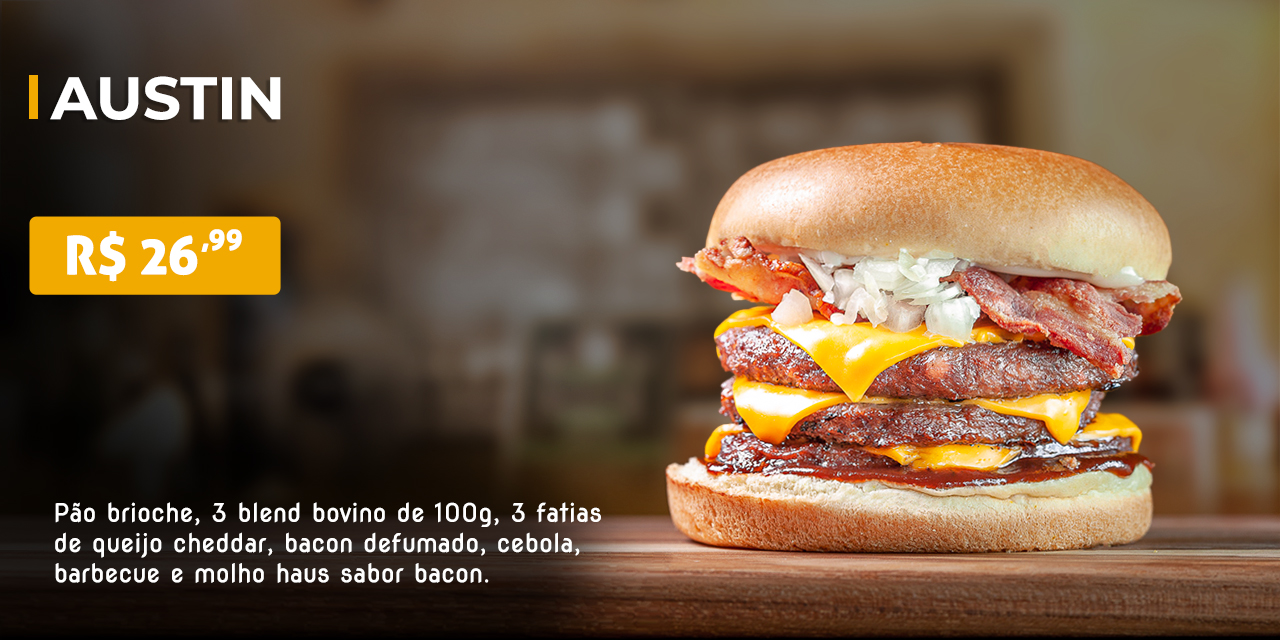 AUSTIN
R$ 26,99
Pão brioche, 3 blend bovino de 100g, 3 fatias
de queijo cheddar, bacon defumado, cebola,
barbecue e molho haus sabor bacon.